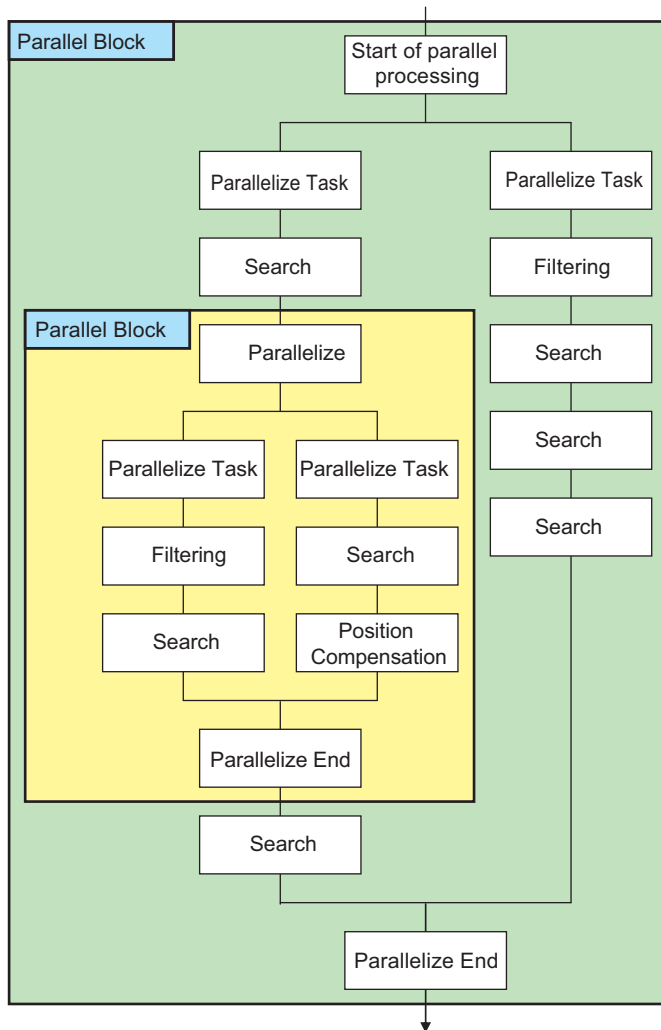 Parallel Block
Start of parallel
processing
Parallelize Task
Parallelize Task
Search
Filtering
Parallel Block
Parallelize
Search
Parallelize Task
Parallelize Task
Search
Filtering
Search
Search
Search
Position
Compensation
Parallelize End
Search
Parallelize End